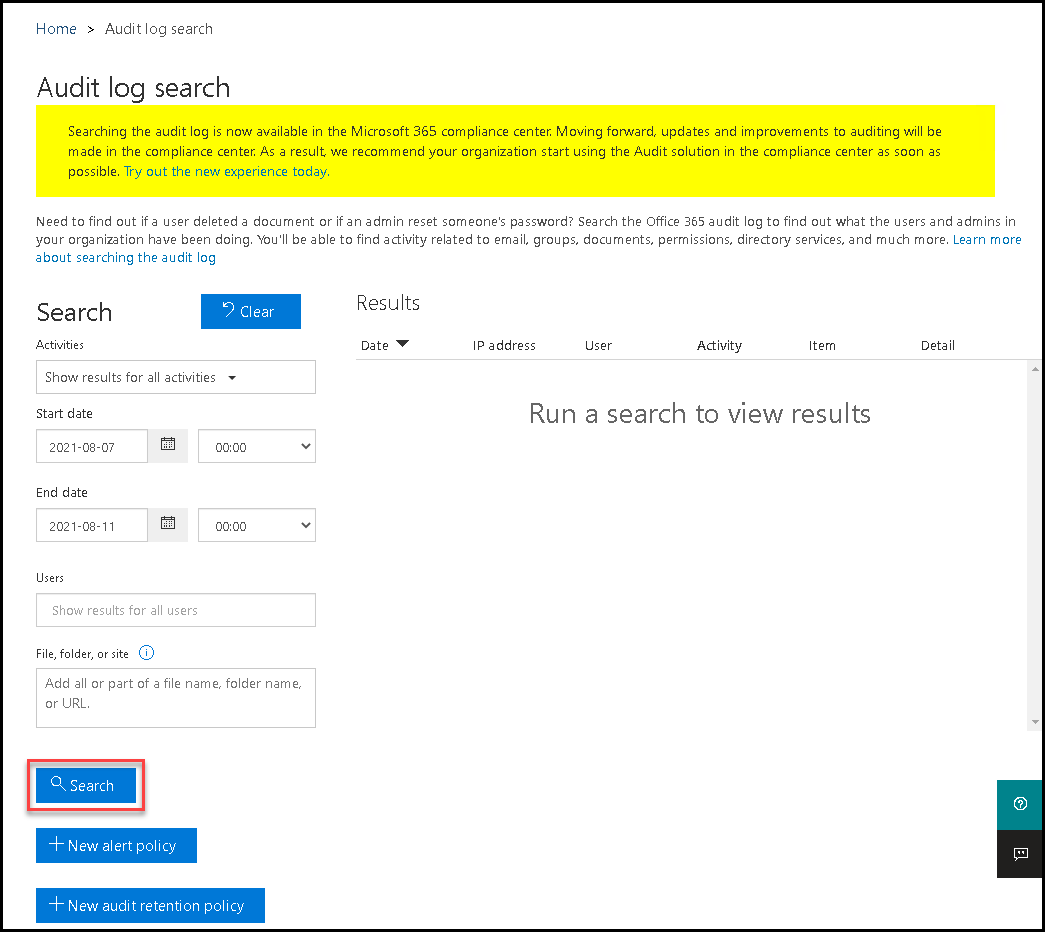 Home > Audit log search
Audit log search
Searching the audit log is now available in the Microsoft 365 compliance center. Moving forward, updates and improvements to auditing will be
made in the compliance center. As a result, we recommend your organization start using the Audit solution in the compliance center as soon as
possible. Try out the new experience today.
Need to find out if a user deleted a document or if an admin reset someone's password? Search the Office 365 audit log to find out what the users and admins in
your organization have been doing. You'll be able to find activity related to email, groups, documents, permissions, directory services, and much more. Learn more
about searching the audit log
Search
Clear
Activities
Show results for all activities
Start date
2021-08-07
00:00
End date
2021-08-11
00:00
Users
Show results for all users
File, folder, or site
Add all or part of a file name, folder name,
or URL.
Search
New alert policy
New audit retention policy
Results
Date IP address User Activity Item Detail
Run a search to view results